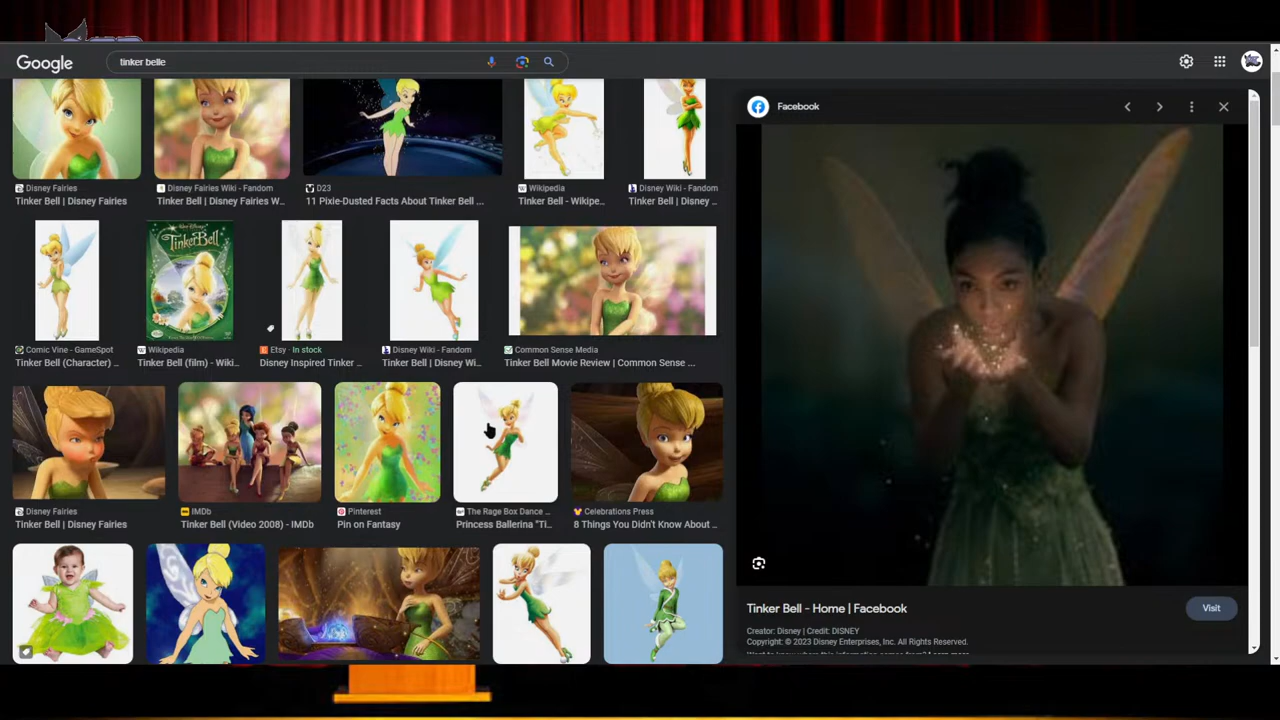 Google
tinker belle
Facebook
Disney Fairies
Tinker Bell | Disney Fairies
Disney Fairies Wiki - Fandom
Tinker Bell | Disney Fairies W...
D23
11 Pixie-Dusted Facts About Tinker Bell ...
Wikipedia
Tinker Bell - Wikipe...
Disney Wiki - Fandom
Tinker Bell | Disney ...
TinkerBell
Comic Vine - GameSpot
Tinker Bell (Character) ...
Wikipedia
Tinker Bell (film) - Wiki...
Etsy · In stock
Disney Inspired Tinker ...
Disney Wiki - Fandom
Tinker Bell | Disney Wi...
Common Sense Media
Tinker Bell Movie Review | Common Sense ...
Disney Fairies
Tinker Bell | Disney Fairies
IMDb
Tinker Bell (Video 2008) - IMDb
Pinterest
Pin on Fantasy
The Rage Box Dance ...
Princess Ballerina "Ti...
Celebrations Press
8 Things You Didn't Know About ...
Tinker Bell - Home | Facebook
Visit
Creator: Disney | Credit: DISNEY
Copyright: © 2023 Disney Enterprises, Inc. All Rights Reserved.